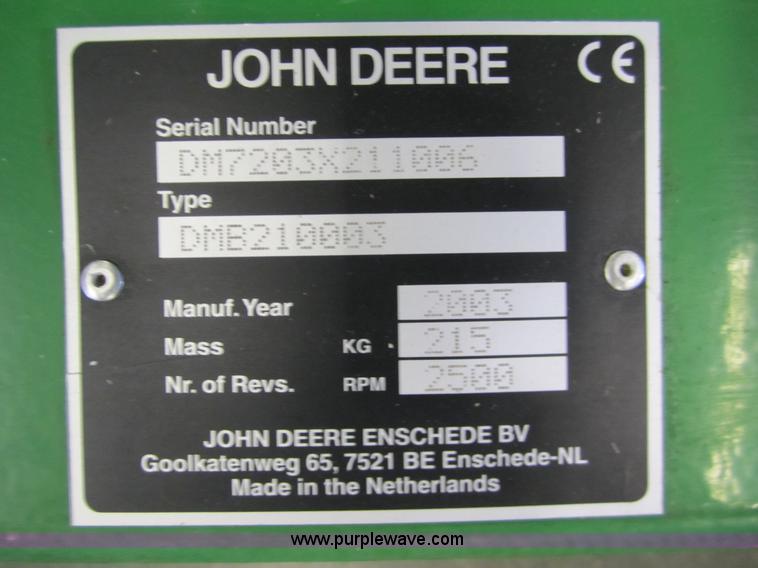 JOHN DEERE CE
Serial Number
DM7203X211006
Type
DMB210003
Manuf. Year 2003
Mass KG 215
Nr. of Revs. RPM 2500
JOHN DEERE ENSCHEDE BV
Goolkatenweg 65, 7521 BE Enschede-NL
Made in the Netherlands
www.purplewave.com